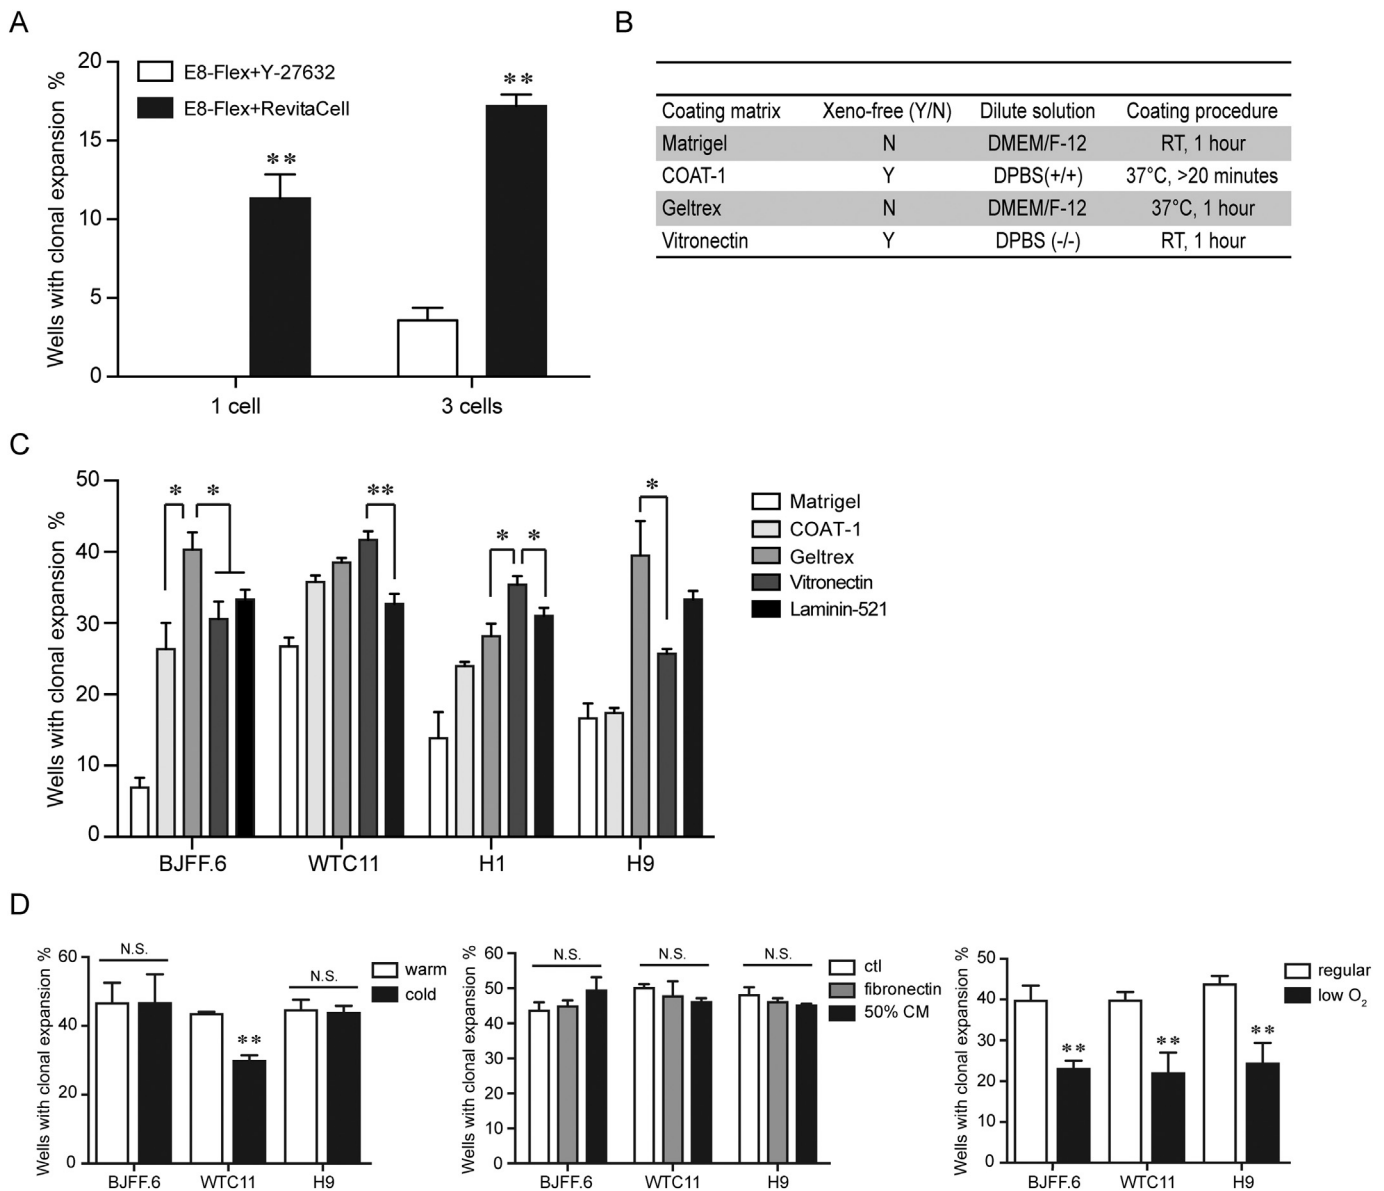 A
Wells with clonal expansion %
20
15
10
5
0
E8-Flex+Y-27632
E8-Flex+RevitaCell
**
**
1 cell
3 cells
B
Coating matrix Xeno-free (Y/N) Dilute solution Coating procedure
Matrigel N DMEM/F-12 RT, 1 hour
COAT-1 Y DPBS(+/+) 37°C, >20 minutes
Geltrex N DMEM/F-12 37°C, 1 hour
Vitronectin Y DPBS (-/-) RT, 1 hour
C
Wells with clonal expansion %
50
40
30
20
10
0
* * ** * * *
BJFF.6 WTC11 H1 H9
Matrigel
COAT-1
Geltrex
Vitronectin
Laminin-521
D
Wells with clonal expansion %
60
40
20
0
N.S.
**
N.S.
warm
cold
BJFF.6 WTC11 H9
Wells with clonal expansion %
60
50
40
30
20
10
0
N.S. N.S. N.S.
ctl
fibronectin
50% CM
BJFF.6 WTC11 H9
Wells with clonal expansion %
50
40
30
20
10
0
** ** **
regular
low O₂
BJFF.6 WTC11 H9